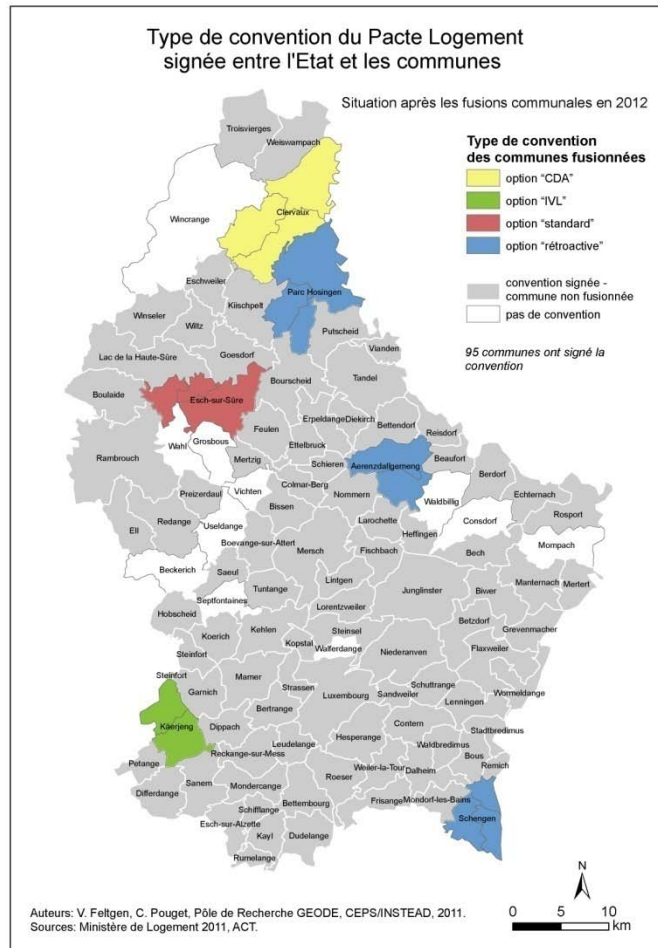 Type de convention du Pacte Logement
signée entre l'Etat et les communes
Situation après les fusions communales en 2012
Type de convention
des communes fusionnées
option "CDA"
option "IVL"
option "standard"
option "rétroactive"
convention signée -
commune non fusionnée
pas de convention
95 communes ont signé la
convention
Troisvierges
Weiswampach
Wincrange
Clervaux
Parc Hosingen
Eschweiler
Kiischpelt
Winseler
Wiltz
Putscheid
Goesdorf
Lac de la Haute-Sûre
Vianden
Bourscheid
Tandel
Boulaide
Esch-sur-Sûre
Erpeldange
Diekirch
Bettendorf
Feulen
Reisdorf
Grosbous
Wahl
Ettelbruck
Rambrouch
Mertzig
Schieren
Aerenzdallgemeng
Beaufort
Berdorf
Colmar-Berg
Echternach
Preizerdaul
Vichten
Nommern
Waldbillig
Bissen
Rosport
Redange
Useldange
Larochette
Consdorf
Ell
Heffingen
Boevange-sur-Attert
Mompach
Mersch
Fischbach
Bech
Beckerich
Saeul
Lintgen
Manternach
Mertert
Tuntange
Junglinster
Biwer
Septfontaines
Lorentzweiler
Hobscheid
Betzdorf
Grevenmacher
Koerich
Kehlen
Steinsel
Kopstal
Walferdange
Steinfort
Niederanven
Flaxweiler
Steinfort
Mamer
Garnich
Strassen
Schuttrange
Wormeldange
Luxembourg
Sandweiler
Lenningen
Bertrange
Käerjeng
Dippach
Contern
Stadtbredimus
Leudelange
Hesperange
Waldbredimus
Reckange-sur-Mess
Bous
Petange
Weiler-la-Tour
Dalheim
Remich
Roeser
Sanem
Mondercange
Differdange
Frisange
Mondorf-les-Bains
Bettembourg
Schifflange
Schengen
Esch-sur-Alzette
Kayl
Dudelange
Rumelange
N
0 5 10
km
Auteurs: V. Feltgen, C. Pouget, Pôle de Recherche GEODE, CEPS/INSTEAD, 2011.
Sources: Ministère de Logement 2011, ACT.